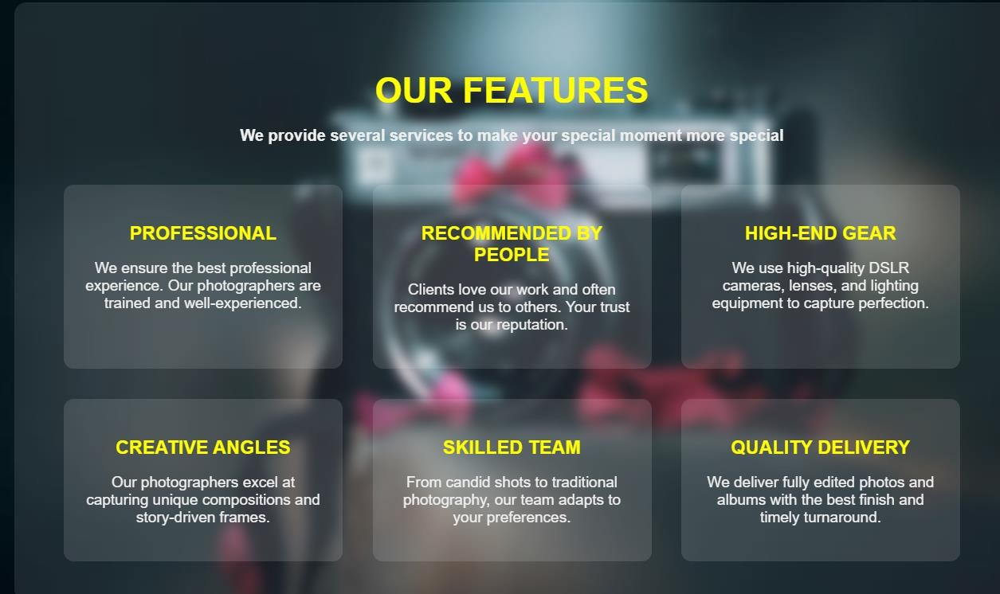 OUR FEATURES
We provide several services to make your special moment more special
PROFESSIONAL
We ensure the best professional
experience. Our photographers are
trained and well-experienced.
RECOMMENDED BY
PEOPLE
Clients love our work and often
recommend us to others. Your trust
is our reputation.
HIGH-END GEAR
We use high-quality DSLR
cameras, lenses, and lighting
equipment to capture perfection.
CREATIVE ANGLES
Our photographers excel at
capturing unique compositions and
story-driven frames.
SKILLED TEAM
From candid shots to traditional
photography, our team adapts to
your preferences.
QUALITY DELIVERY
We deliver fully edited photos and
albums with the best finish and
timely turnaround.